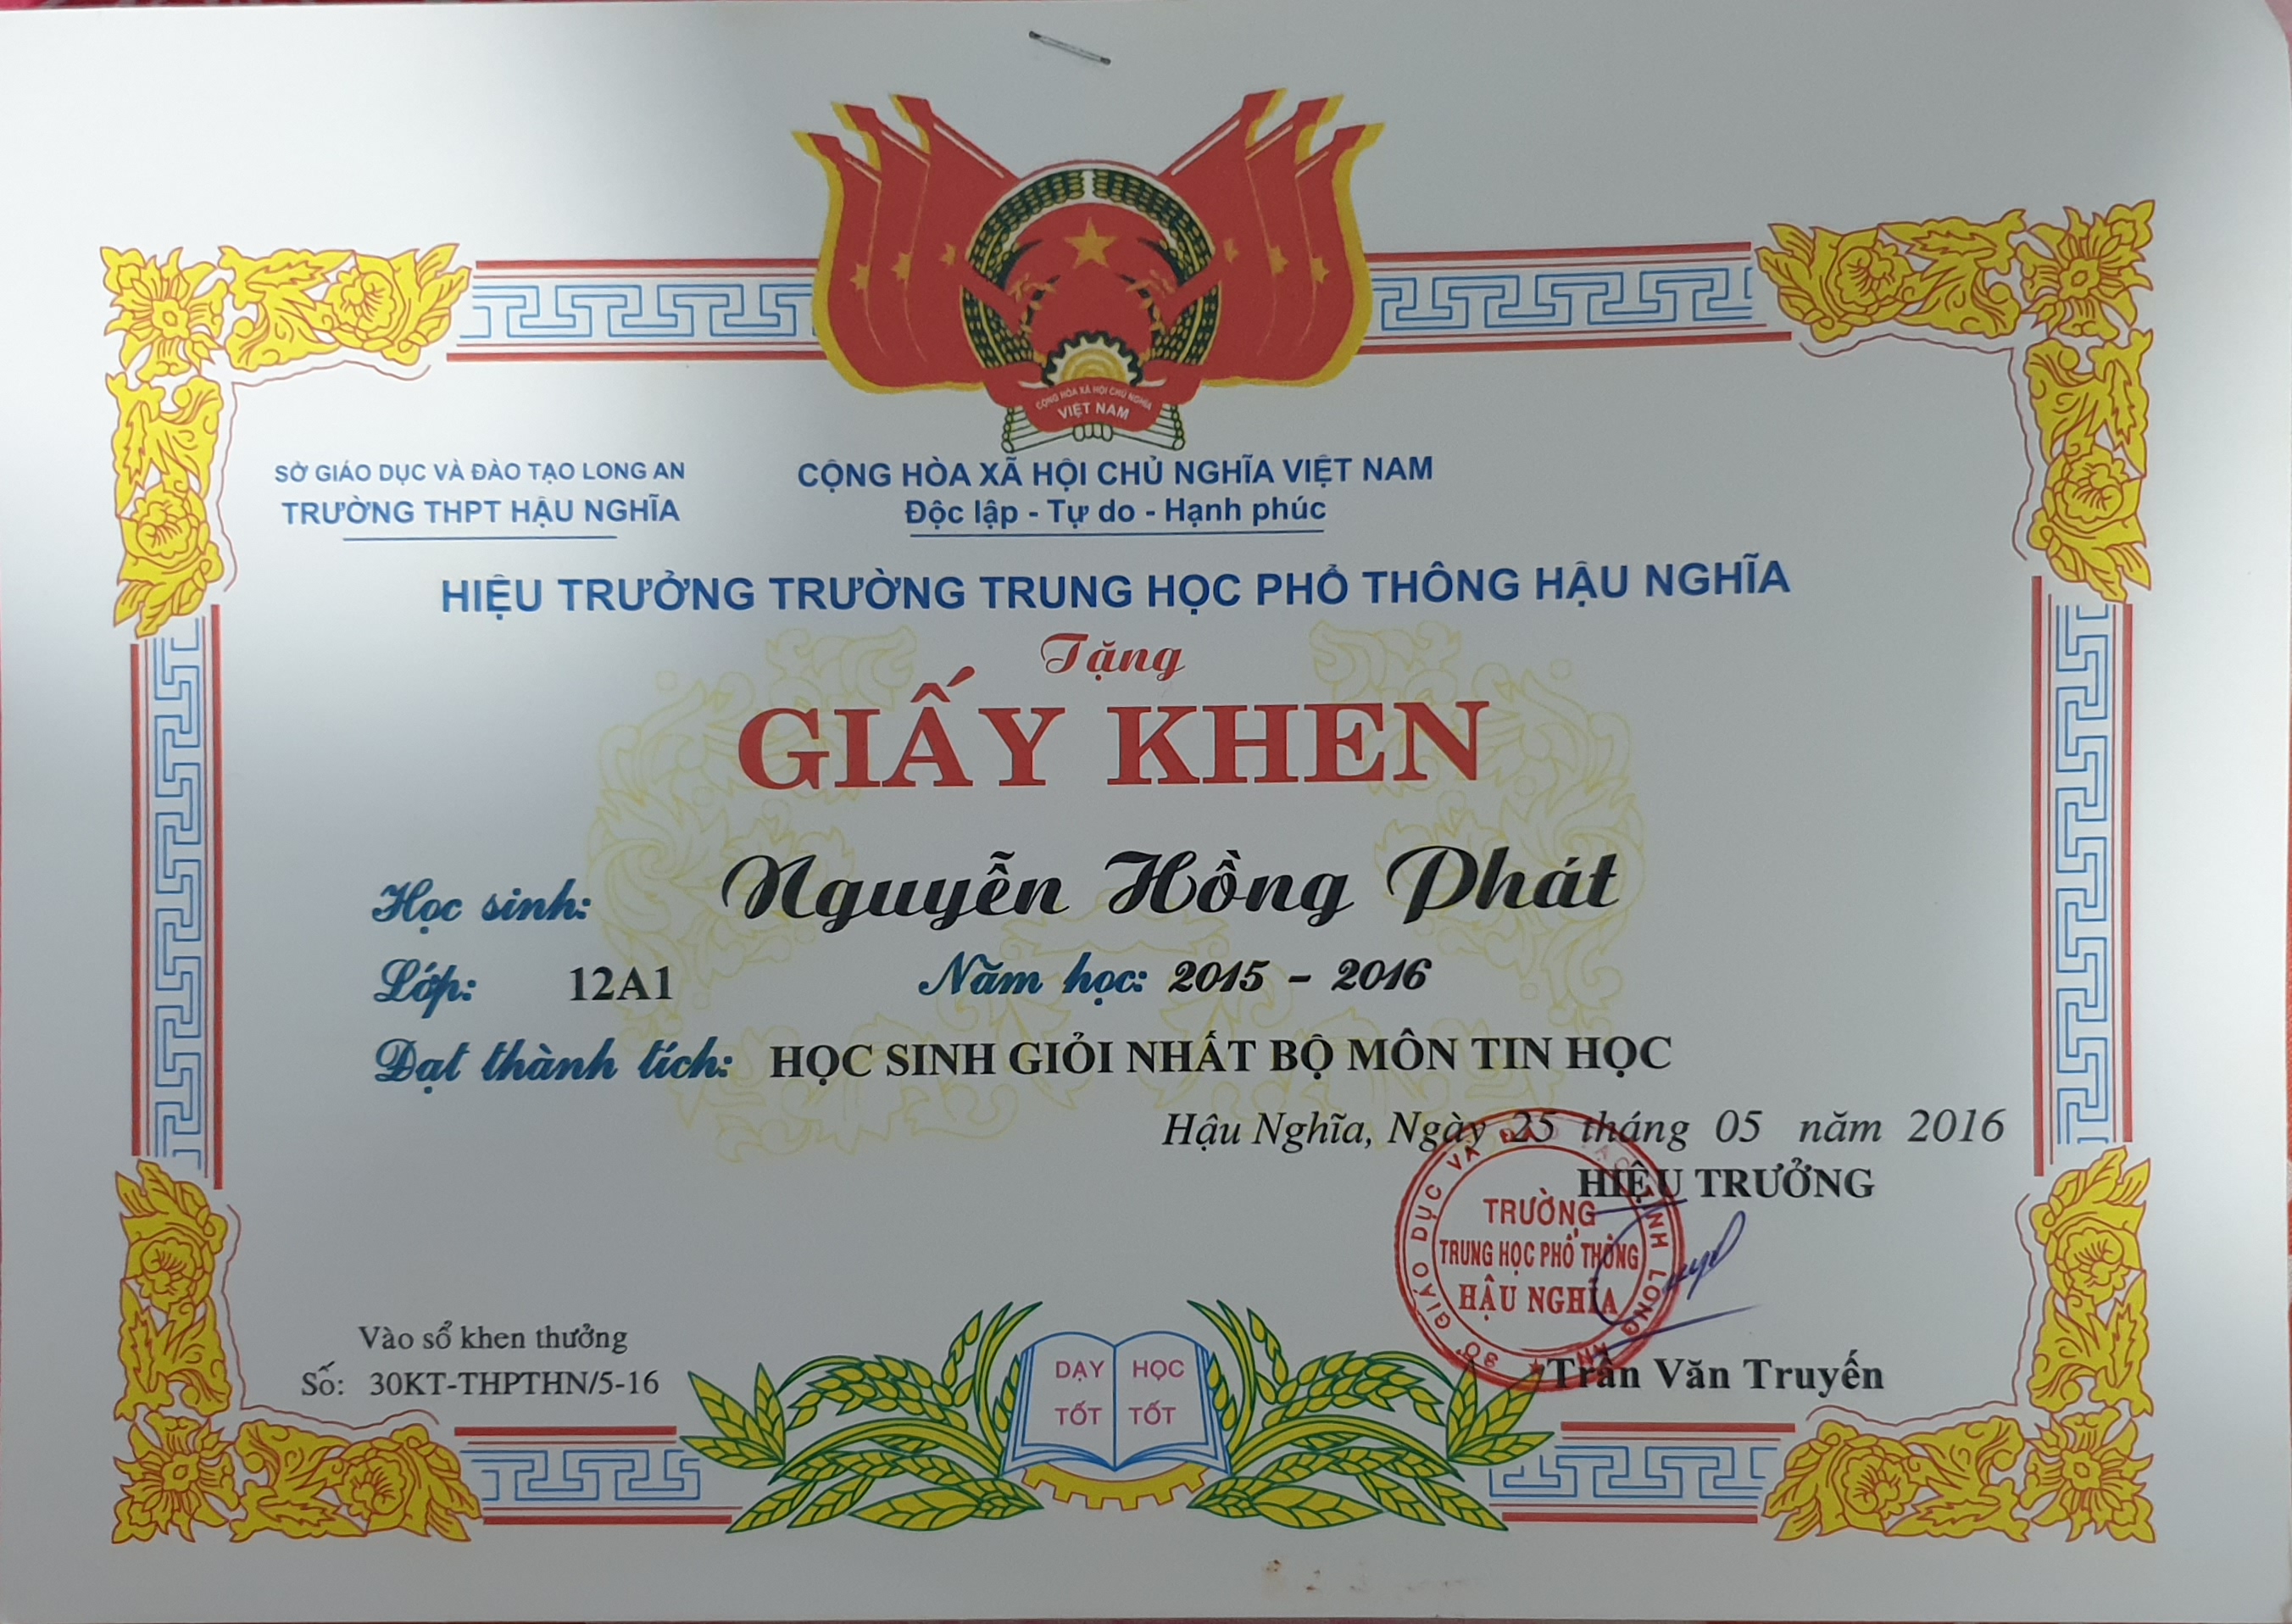 CỘNG HÒA XÃ HỘI CHỦ NGHĨA
VIỆT NAM
SỞ GIÁO DỤC VÀ ĐÀO TẠO LONG AN
TRƯỜNG THPT HẬU NGHĨA
CỘNG HÒA XÃ HỘI CHỦ NGHĨA VIỆT NAM
Độc lập - Tự do - Hạnh phúc
HIỆU TRƯỞNG TRƯỜNG TRUNG HỌC PHỔ THÔNG HẬU NGHĨA
Tặng
GIẤY KHEN
Học sinh: Nguyễn Hồng Phát
Lớp: 12A1 Năm học: 2015 - 2016
Đạt thành tích: HỌC SINH GIỎI NHẤT BỘ MÔN TIN HỌC
Hậu Nghĩa, Ngày 25 tháng 05 năm 2016
HIỆU TRƯỞNG
SỞ GIÁO DỤC VÀ ĐÀO TẠO TỈNH LONG AN
TRƯỜNG
TRUNG HỌC PHỔ THÔNG
HẬU NGHĨA
Trần Văn Truyến
Vào sổ khen thưởng
Số: 30KT-THPTHN/5-16
DẠY HỌC
TỐT TỐT